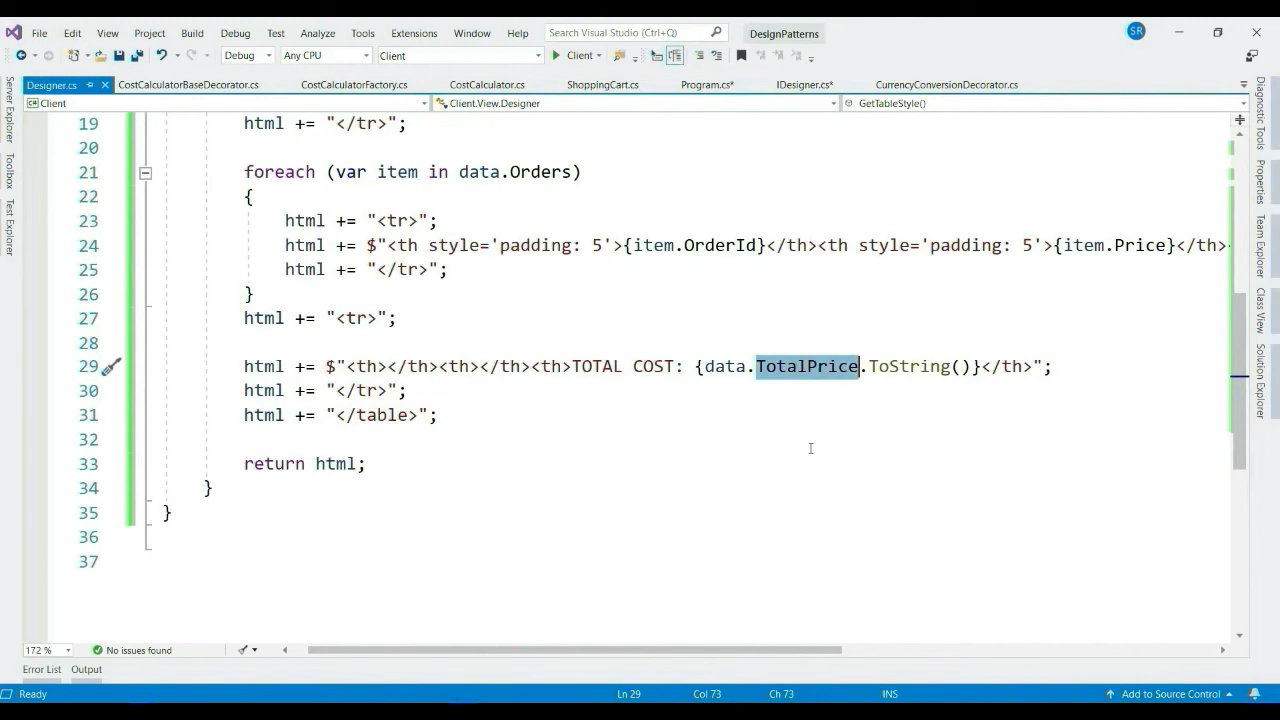 File Edit View Project Build Debug Test Analyze Tools Extensions Window Help Search Visual Studio (Ctrl+Q) DesignPatterns SR
Debug Any CPU Client Client
Designer.cs CostCalculatorBaseDecorator.cs CostCalculatorFactory.cs CostCalculator.cs ShoppingCart.cs Program.cs* IDesigner.cs* CurrencyConversionDecorator.cs
Client Client.View.Designer GetTableStyle()
Server Explorer
Toolbox
Test Explorer
19 html += "</tr>";
20
21 foreach (var item in data.Orders)
22 {
23 html += "<tr>";
24 html += $"<th style='padding: 5'>{item.OrderId}</th><th style='padding: 5'>{item.Price}</th>
25 html += "</tr>";
26 }
27 html += "<tr>";
28
29 html += $"<th></th><th></th><th>TOTAL COST: {data.TotalPrice.ToString()}</th>";
30 html += "</tr>";
31 html += "</table>";
32
33 return html;
34 }
35 }
36
37
Diagnostic Tools
Properties
Team Explorer
Class View
Solution Explorer
172 % No issues found
Error List Output
Ready Ln 29 Col 73 Ch 73 INS Add to Source Control